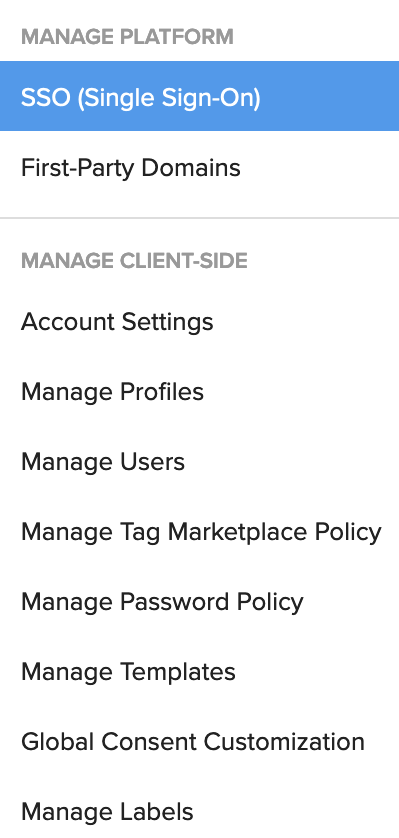 MANAGE PLATFORM
SSO (Single Sign-On)
First-Party Domains
MANAGE CLIENT-SIDE
Account Settings
Manage Profiles
Manage Users
Manage Tag Marketplace Policy
Manage Password Policy
Manage Templates
Global Consent Customization
Manage Labels